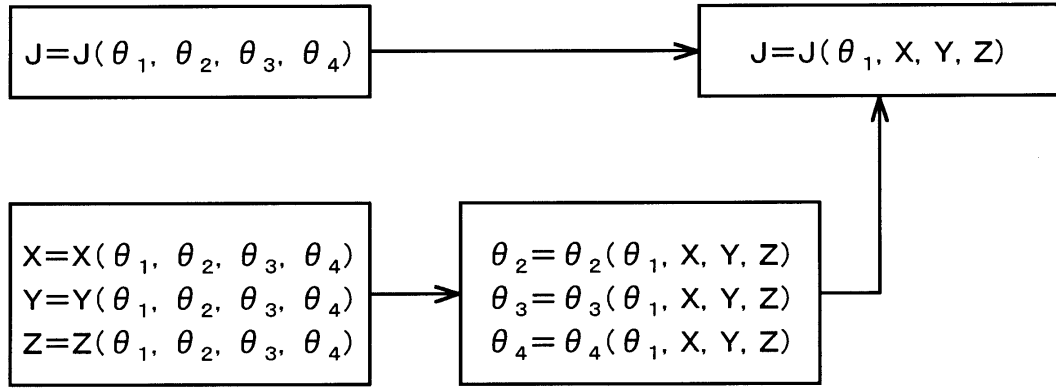 J=J(θ₁, θ₂, θ₃, θ₄)
J=J(θ₁, X, Y, Z)
X=X(θ₁, θ₂, θ₃, θ₄)
Y=Y(θ₁, θ₂, θ₃, θ₄)
Z=Z(θ₁, θ₂, θ₃, θ₄)
θ₂=θ₂(θ₁, X, Y, Z)
θ₃=θ₃(θ₁, X, Y, Z)
θ₄=θ₄(θ₁, X, Y, Z)